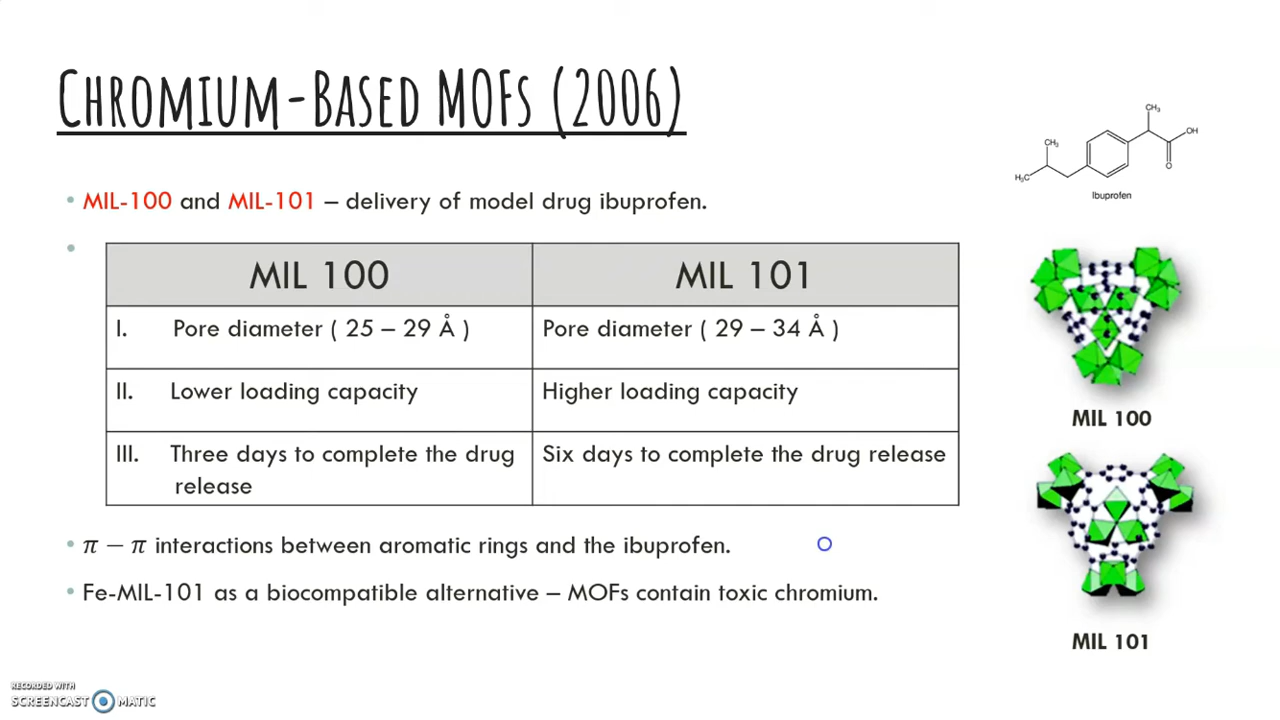 CHROMIUM-BASED MOFS (2006)
• MIL-100 and MIL-101 – delivery of model drug ibuprofen.
•
MIL 100 MIL 101
I. Pore diameter ( 25 – 29 Å ) Pore diameter ( 29 – 34 Å )
II. Lower loading capacity Higher loading capacity
III. Three days to complete the drug Six days to complete the drug release
release
• π – π interactions between aromatic rings and the ibuprofen.
• Fe-MIL-101 as a biocompatible alternative – MOFs contain toxic chromium.
CH₃
OH
CH₃
H₃C
O
Ibuprofen
MIL 100
MIL 101
RECORDED WITH
SCREENCAST MATIC